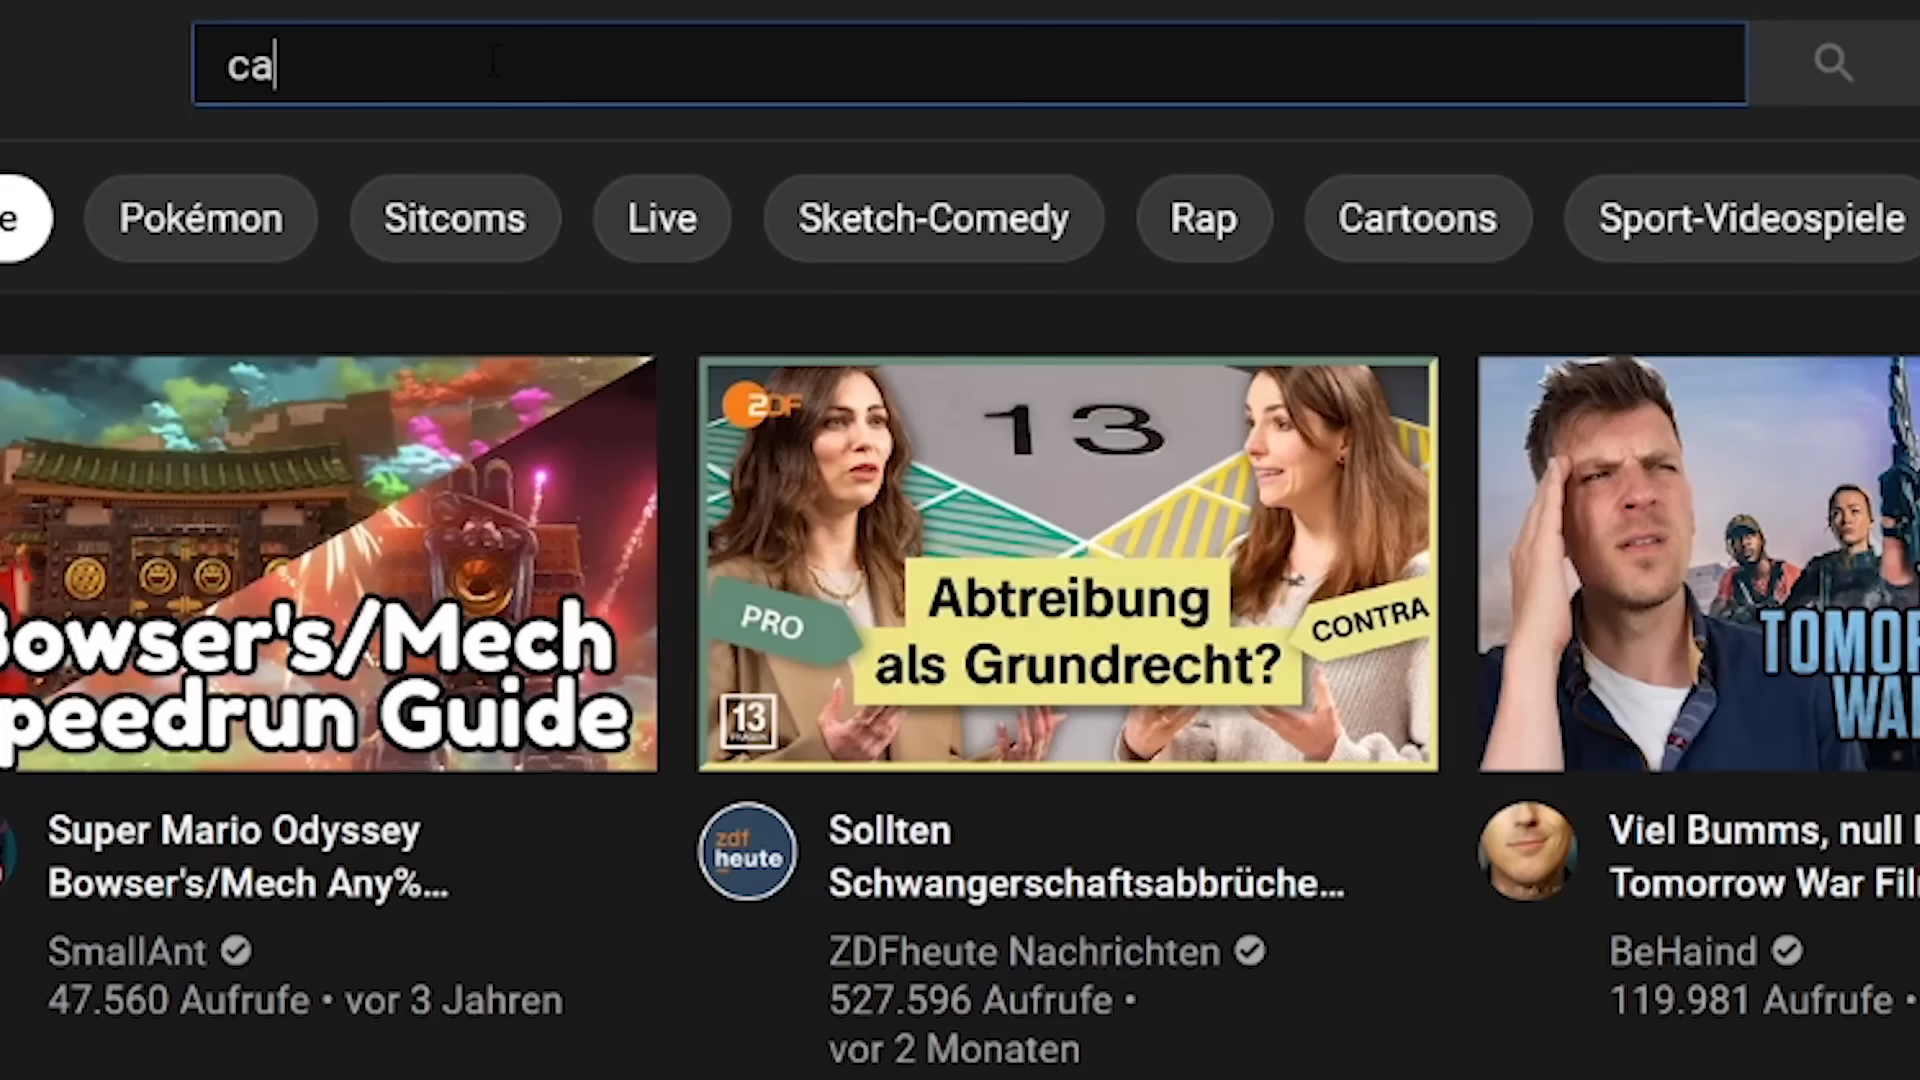 ca
e
Pokémon
Sitcoms
Live
Sketch-Comedy
Rap
Cartoons
Sport-Videospiele
Bowser's/Mech
peedrun Guide
ZDF
13
PRO
CONTRA
Abtreibung
als Grundrecht?
13
FRAGEN
TOMOR
WAR
Super Mario Odyssey
Bowser's/Mech Any%...
SmallAnt
47.560 Aufrufe • vor 3 Jahren
zdf
heute
Sollten
Schwangerschaftsabbrüche...
ZDFheute Nachrichten
527.596 Aufrufe •
vor 2 Monaten
Viel Bumms, null
Tomorrow War Fil
BeHaind
119.981 Aufrufe •